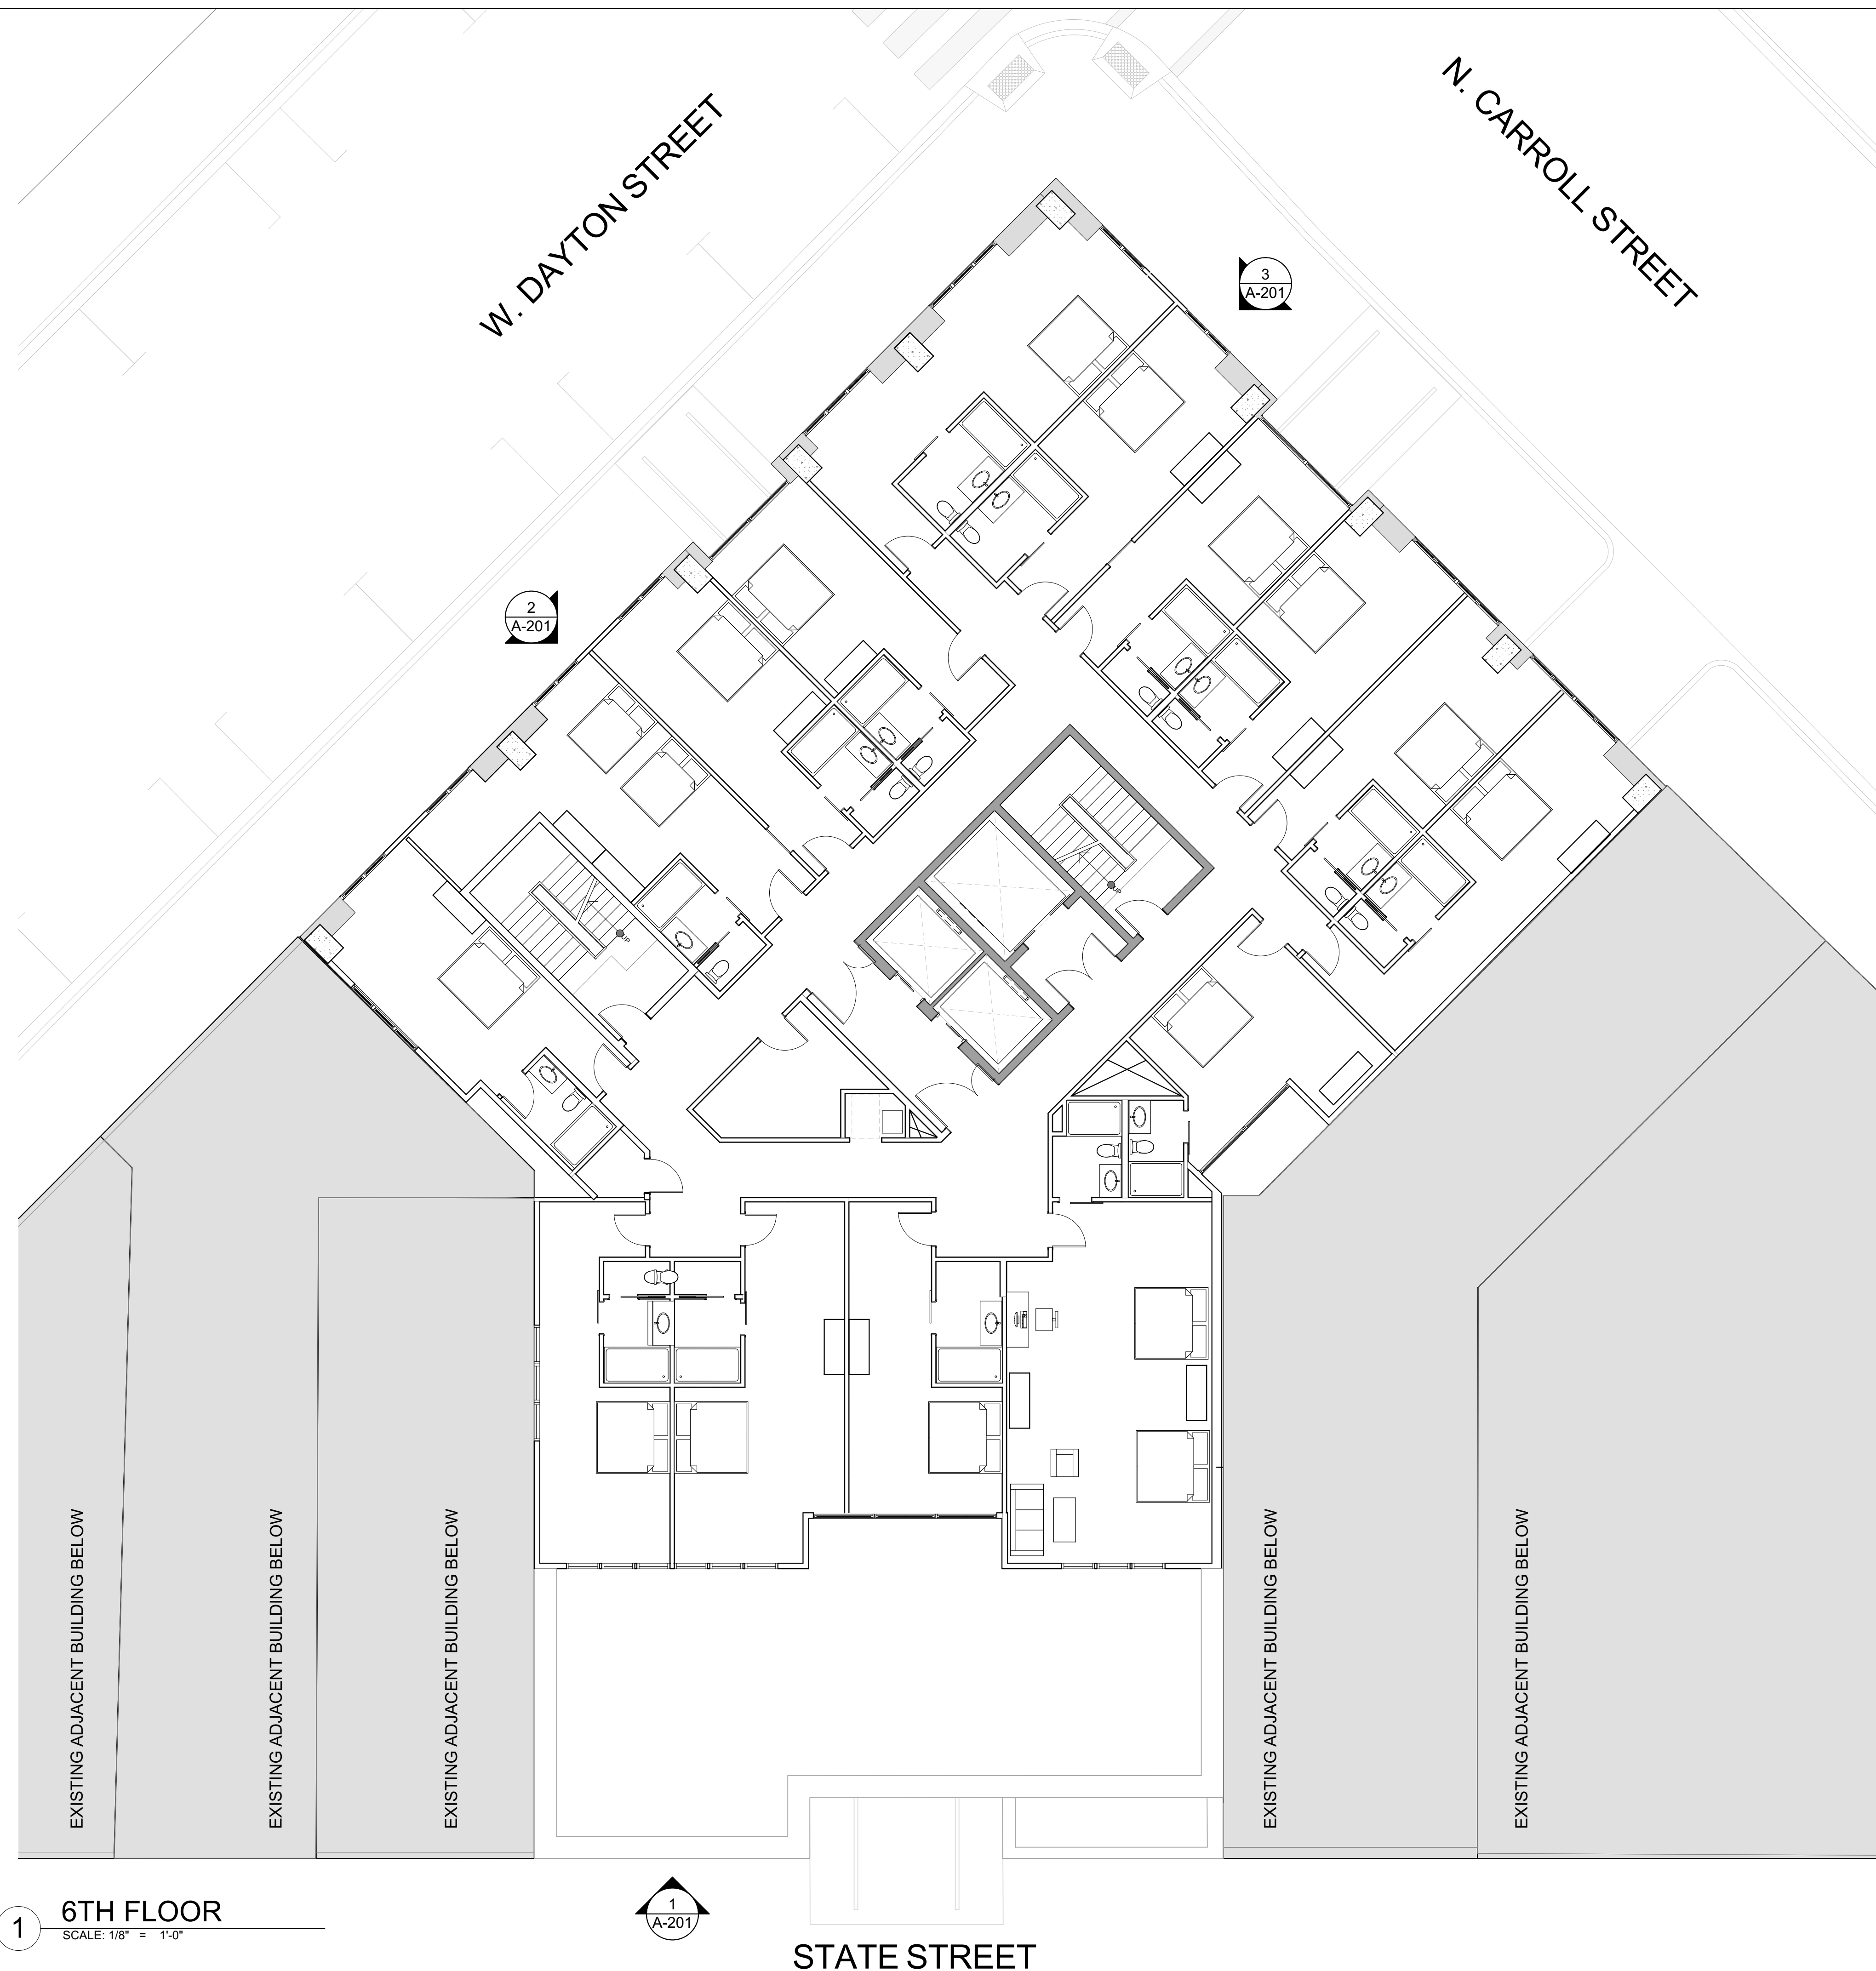 W. DAYTON STREET
N. CARROLL STREET
3
A-201
2
A-201
EXISTING ADJACENT BUILDING BELOW
EXISTING ADJACENT BUILDING BELOW
EXISTING ADJACENT BUILDING BELOW
EXISTING ADJACENT BUILDING BELOW
EXISTING ADJACENT BUILDING BELOW
1
6TH FLOOR
SCALE: 1/8" = 1'-0"
1
A-201
STATE STREET